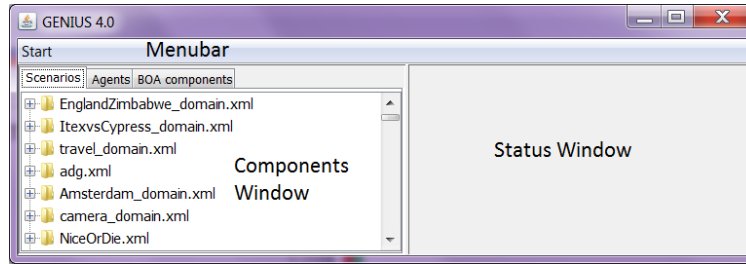 GENIUS 4.0
Start Menubar
Scenarios Agents BOA components
EnglandZimbabwe_domain.xml
ItexvsCypress_domain.xml
travel_domain.xml
adg.xml
Amsterdam_domain.xml
camera_domain.xml
NiceOrDie.xml
Components
Window
Status Window